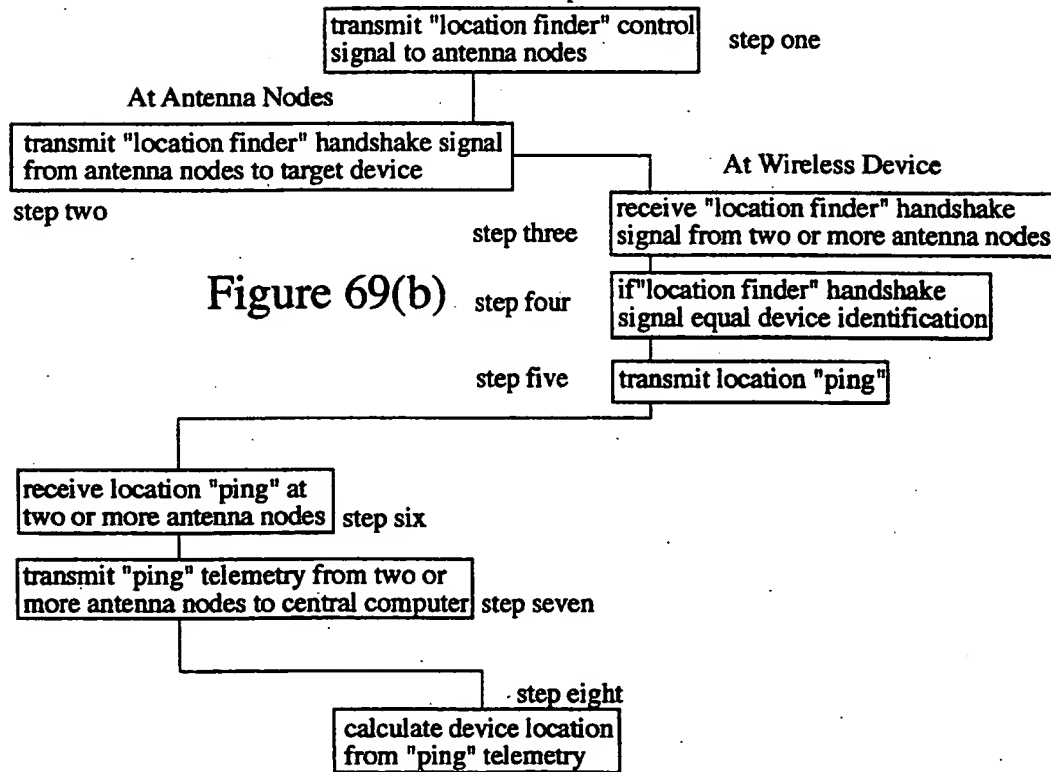 transmit "location finder" control
signal to antenna nodes
step one
At Antenna Nodes
transmit "location finder" handshake signal
from antenna nodes to target device
step two
At Wireless Device
receive "location finder" handshake
signal from two or more antenna nodes
step three
Figure 69(b)
step four
if"location finder" handshake
signal equal device identification
step five
transmit location "ping"
receive location "ping" at
two or more antenna nodes
step six
transmit "ping" telemetry from two or
more antenna nodes to central computer
step seven
step eight
calculate device location
from "ping" telemetry